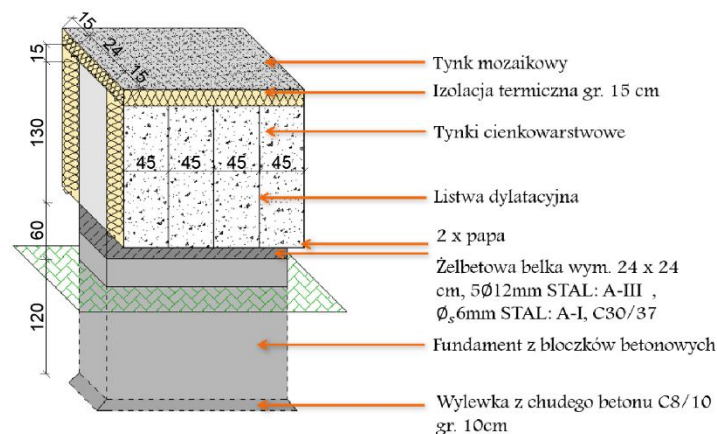 15
24
15
15
130
60
120
45
45
45
45
Tynk mozaikowy
Izolacja termiczna gr. 15 cm
Tynki cienkowarstwowe
Listwa dylatacyjna
2 x papa
Żelbetowa belka wym. 24 x 24
cm, 5Ø12mm STAL: A-III ,
Øₛ6mm STAL: A-I, C30/37
Fundament z bloczków betonowych
Wylewka z chudego betonu C8/10
gr. 10cm